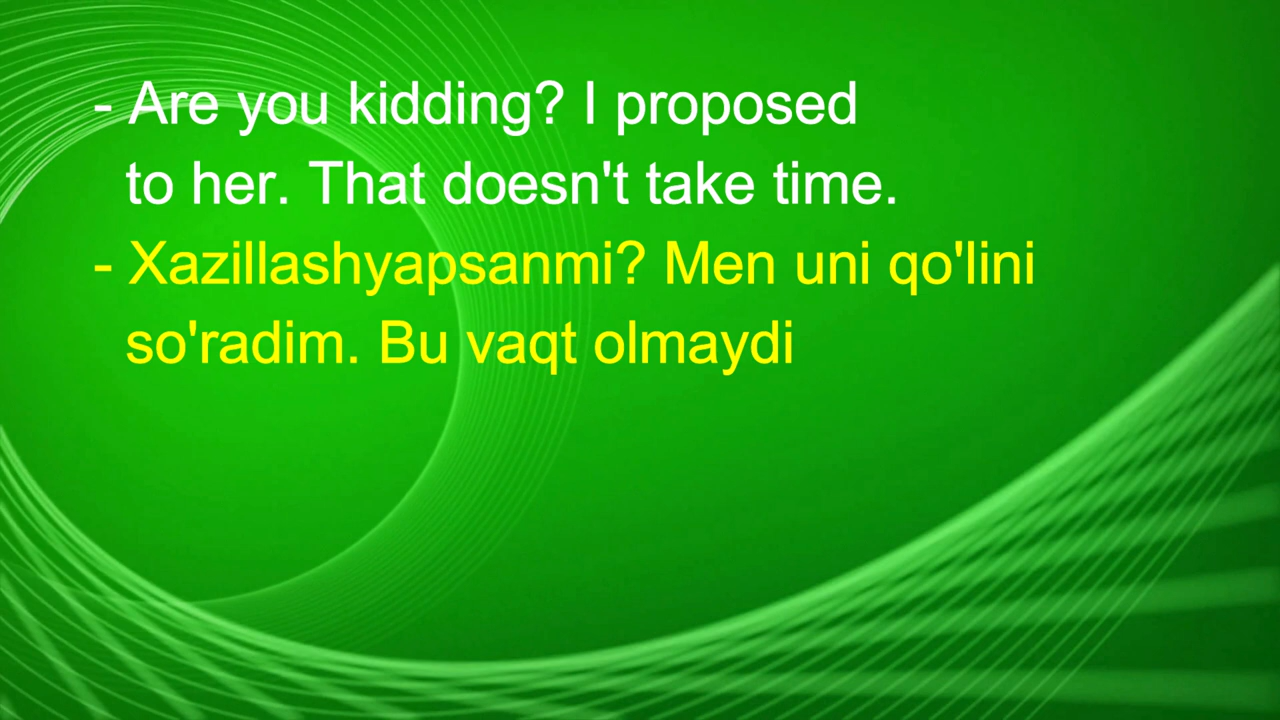 - Are you kidding? I proposed
to her. That doesn't take time.
- Xazillashyapsanmi? Men uni qo'lini
so'radim. Bu vaqt olmaydi